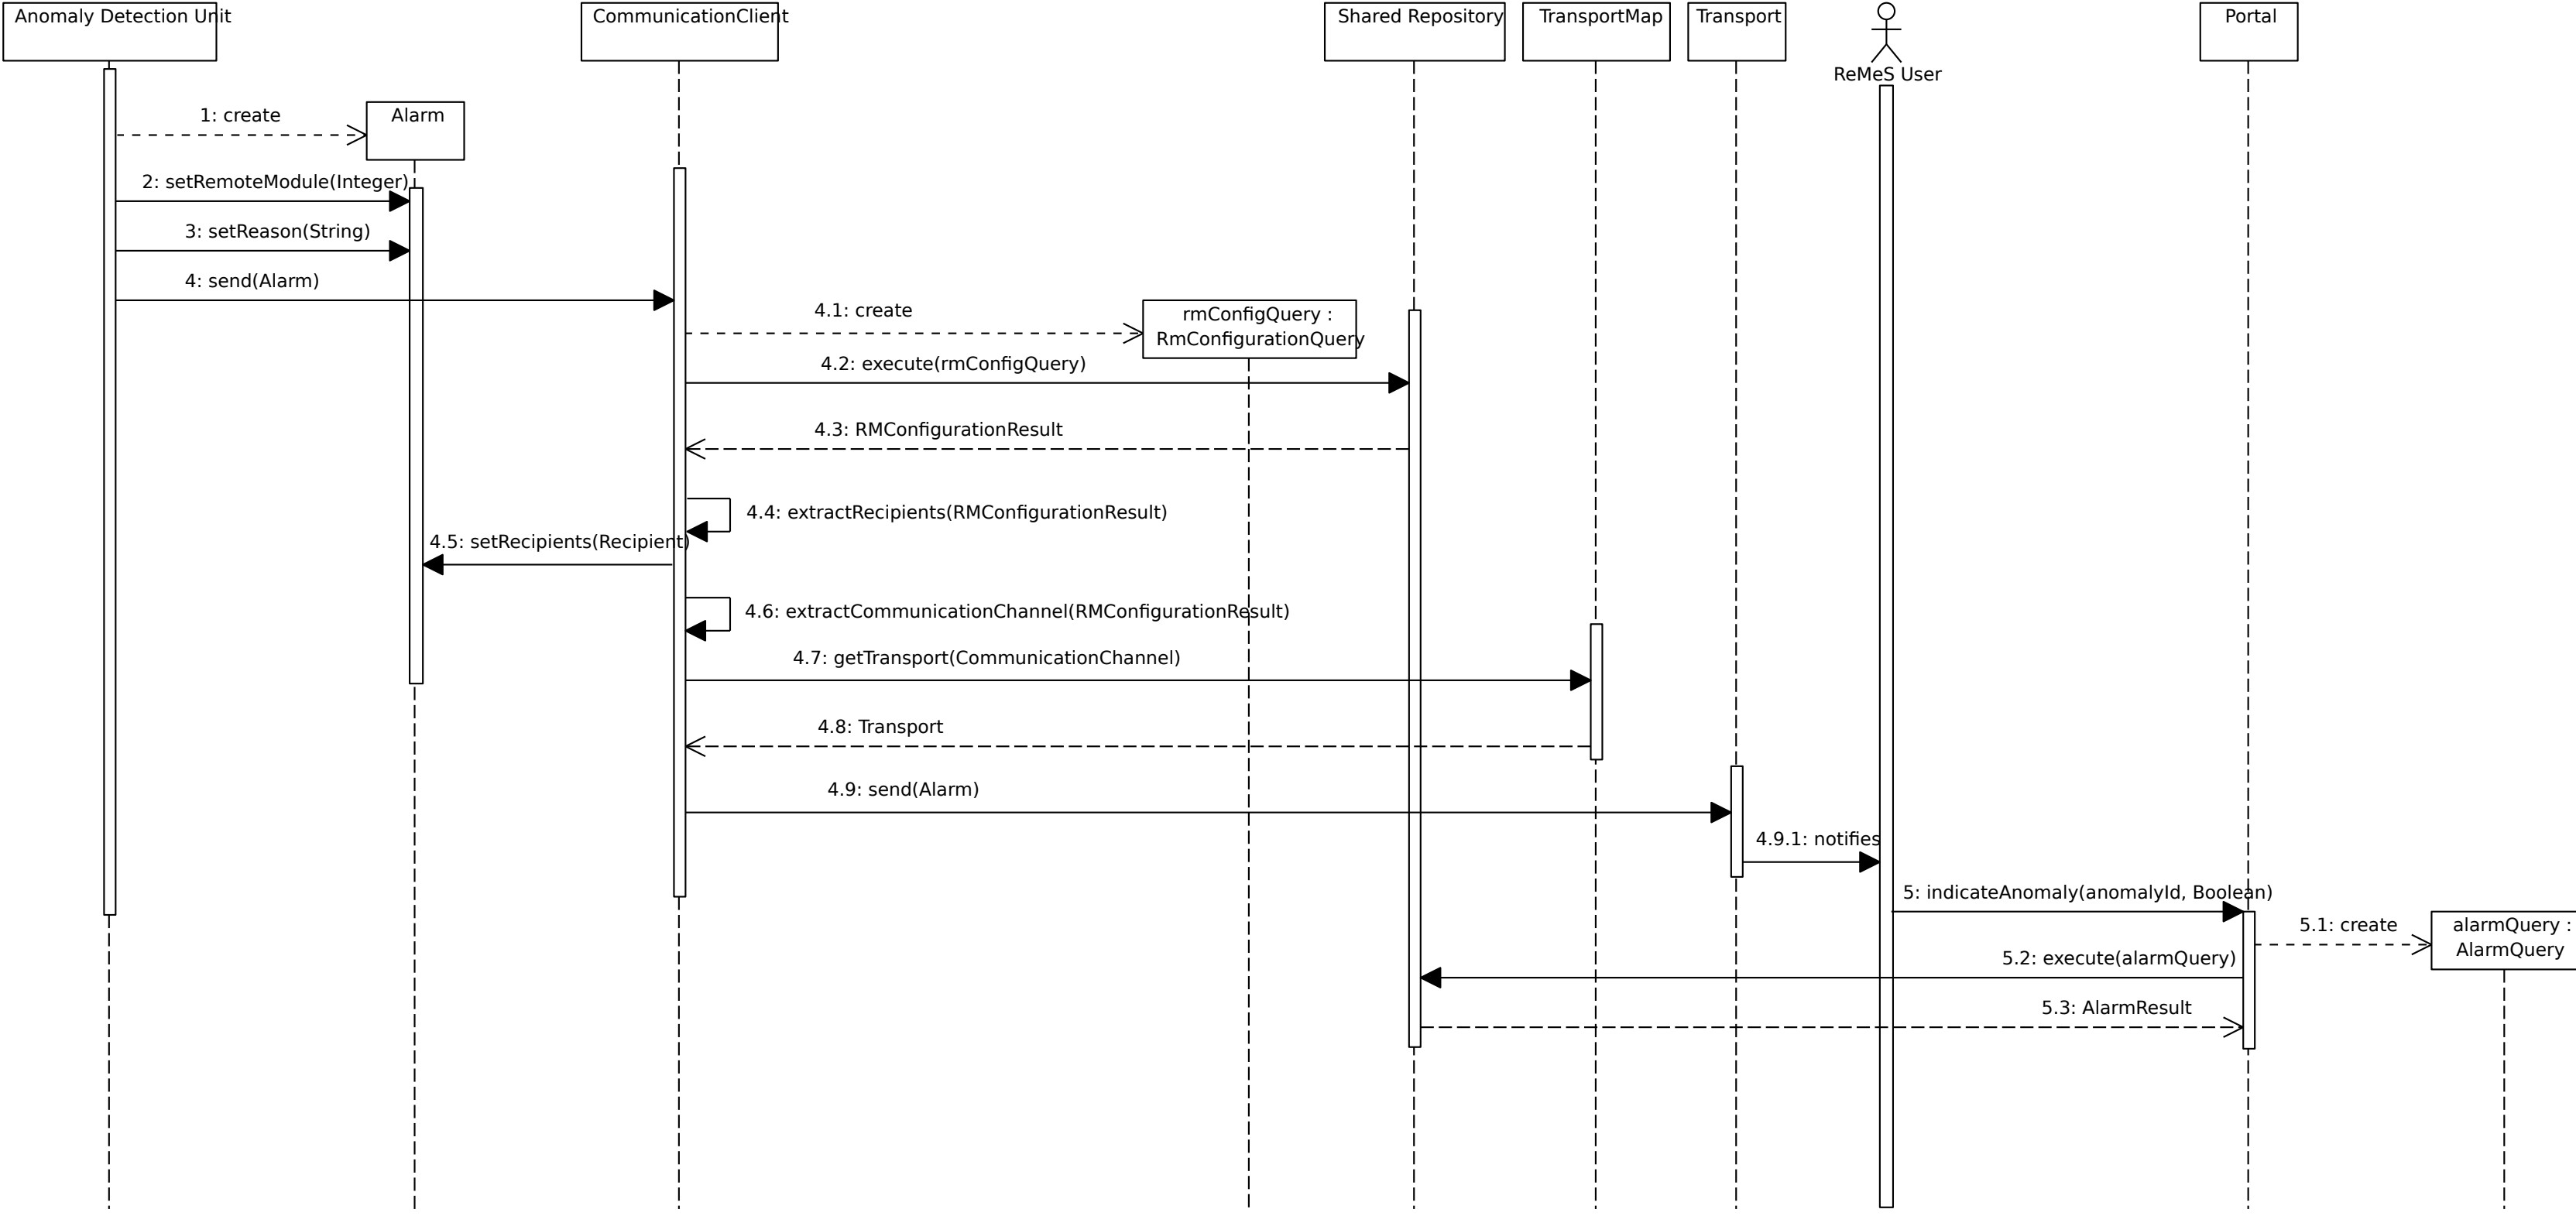 Anomaly Detection Unit
CommunicationClient
Shared Repository
TransportMap
Transport
ReMeS User
Portal
1: create
Alarm
2: setRemoteModule(Integer)
3: setReason(String)
4: send(Alarm)
4.1: create
rmConfigQuery :
RmConfigurationQuery
4.2: execute(rmConfigQuery)
4.3: RMConfigurationResult
4.4: extractRecipients(RMConfigurationResult)
4.5: setRecipients(Recipient)
4.6: extractCommunicationChannel(RMConfigurationResult)
4.7: getTransport(CommunicationChannel)
4.8: Transport
4.9: send(Alarm)
4.9.1: notifies
5: indicateAnomaly(anomalyId, Boolean)
5.1: create
alarmQuery :
AlarmQuery
5.2: execute(alarmQuery)
5.3: AlarmResult